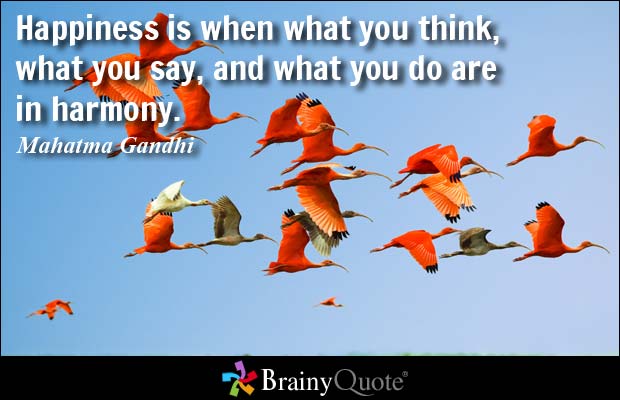 Happiness is when what you think,
what you say, and what you do are
in harmony.
Mahatma Gandhi
BrainyQuote®